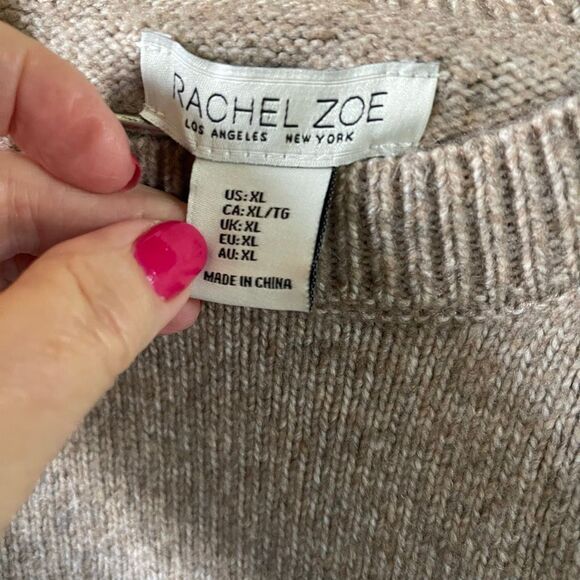 RACHEL ZOE
LOS ANGELES NEW YORK
US: XL
CA: XL/TG
UK: XL
EU: XL
AU: XL
MADE IN CHINA